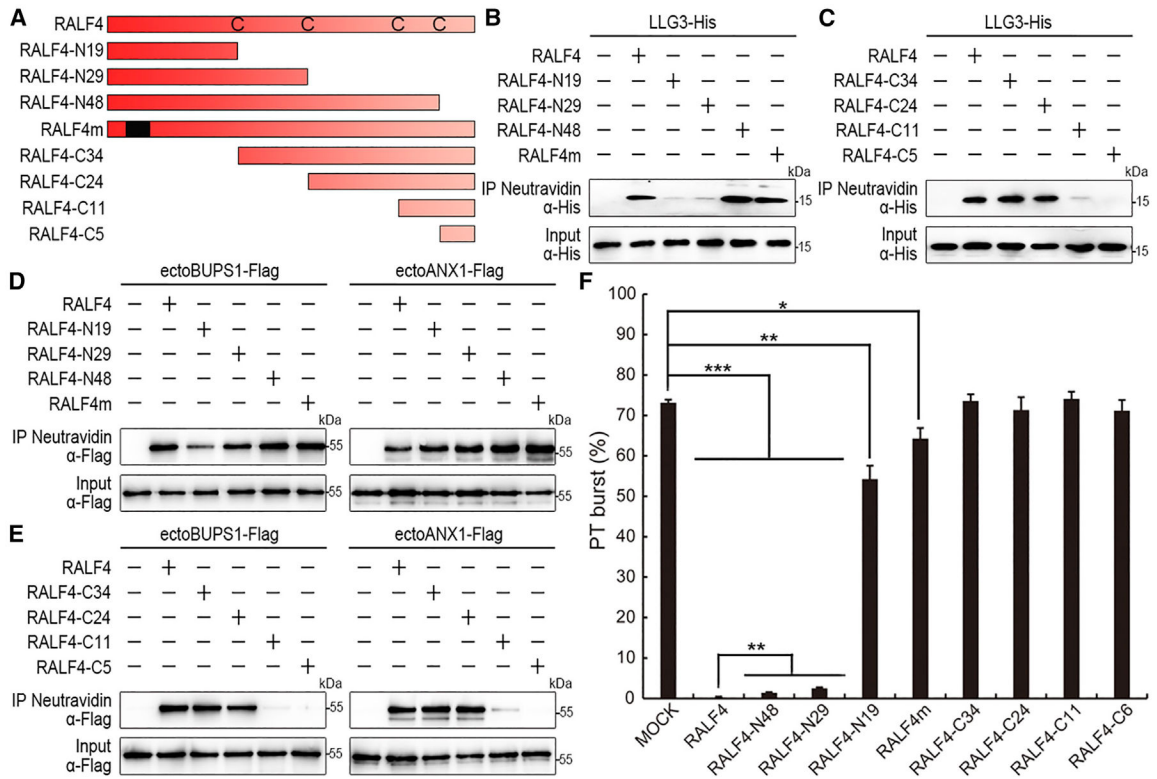 A
RALF4 C C C C
RALF4-N19
RALF4-N29
RALF4-N48
RALF4m
RALF4-C34
RALF4-C24
RALF4-C11
RALF4-C5
B
LLG3-His
RALF4 − + − − − −
RALF4-N19 − − + − − −
RALF4-N29 − − − + − −
RALF4-N48 − − − − + −
RALF4m − − − − − +
kDa
IP Neutravidin
α-His
15
Input
α-His
15
C
LLG3-His
RALF4 − + − − − −
RALF4-C34 − − + − − −
RALF4-C24 − − − + − −
RALF4-C11 − − − − + −
RALF4-C5 − − − − − +
kDa
IP Neutravidin
α-His
15
Input
α-His
15
D
ectoBUPS1-Flag ectoANX1-Flag
RALF4 − + − − − − − + − − − −
RALF4-N19 − − + − − − − − + − − −
RALF4-N29 − − − + − − − − − + − −
RALF4-N48 − − − − + − − − − − + −
RALF4m − − − − − + − − − − − +
kDa kDa
IP Neutravidin
α-Flag
55 55
Input
α-Flag
55 55
E
ectoBUPS1-Flag ectoANX1-Flag
RALF4 − + − − − − − + − − − −
RALF4-C34 − − + − − − − − + − − −
RALF4-C24 − − − + − − − − − + − −
RALF4-C11 − − − − + − − − − − + −
RALF4-C5 − − − − − + − − − − − +
kDa kDa
IP Neutravidin
α-Flag
55 55
Input
α-Flag
55 55
F
PT burst (%)
100
90
80
70
60
50
40
30
20
10
0
*
**
***
**
MOCK
RALF4
RALF4-N48
RALF4-N29
RALF4-N19
RALF4m
RALF4-C34
RALF4-C24
RALF4-C11
RALF4-C6